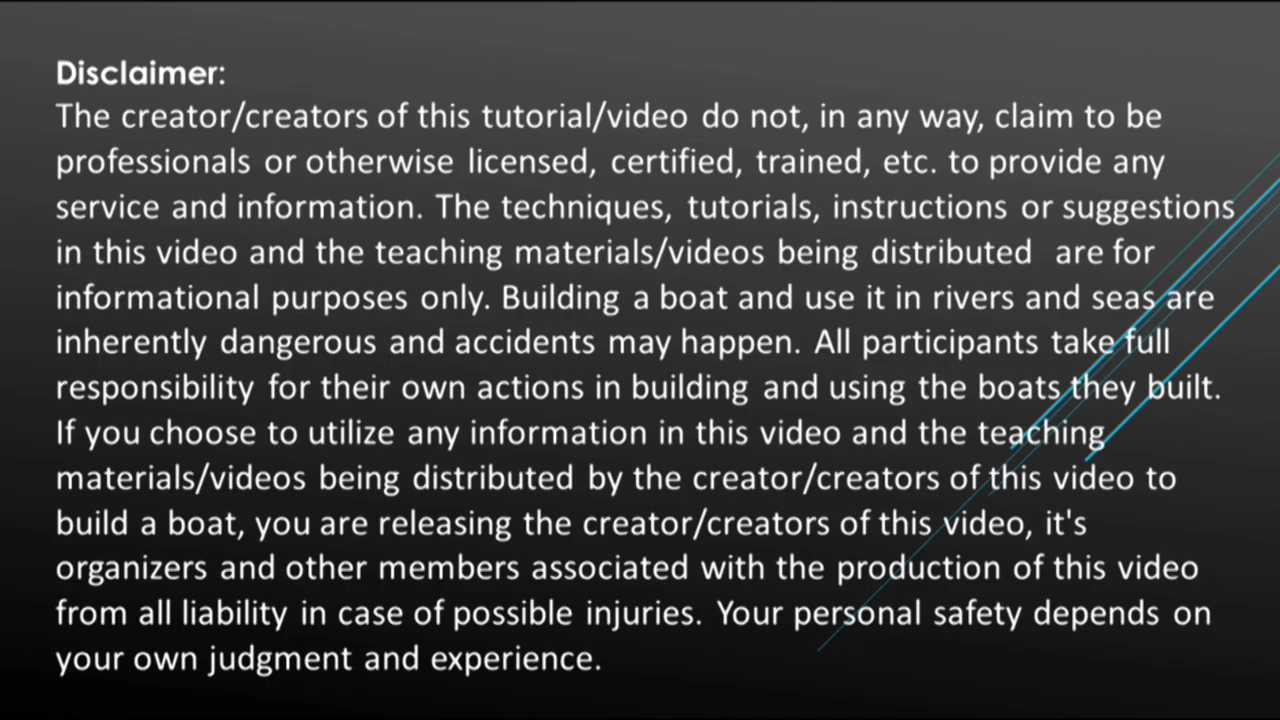 Disclaimer:
The creator/creators of this tutorial/video do not, in any way, claim to be
professionals or otherwise licensed, certified, trained, etc. to provide any
service and information. The techniques, tutorials, instructions or suggestions
in this video and the teaching materials/videos being distributed are for
informational purposes only. Building a boat and use it in rivers and seas are
inherently dangerous and accidents may happen. All participants take full
responsibility for their own actions in building and using the boats they built.
If you choose to utilize any information in this video and the teaching
materials/videos being distributed by the creator/creators of this video to
build a boat, you are releasing the creator/creators of this video, it's
organizers and other members associated with the production of this video
from all liability in case of possible injuries. Your personal safety depends on
your own judgment and experience.